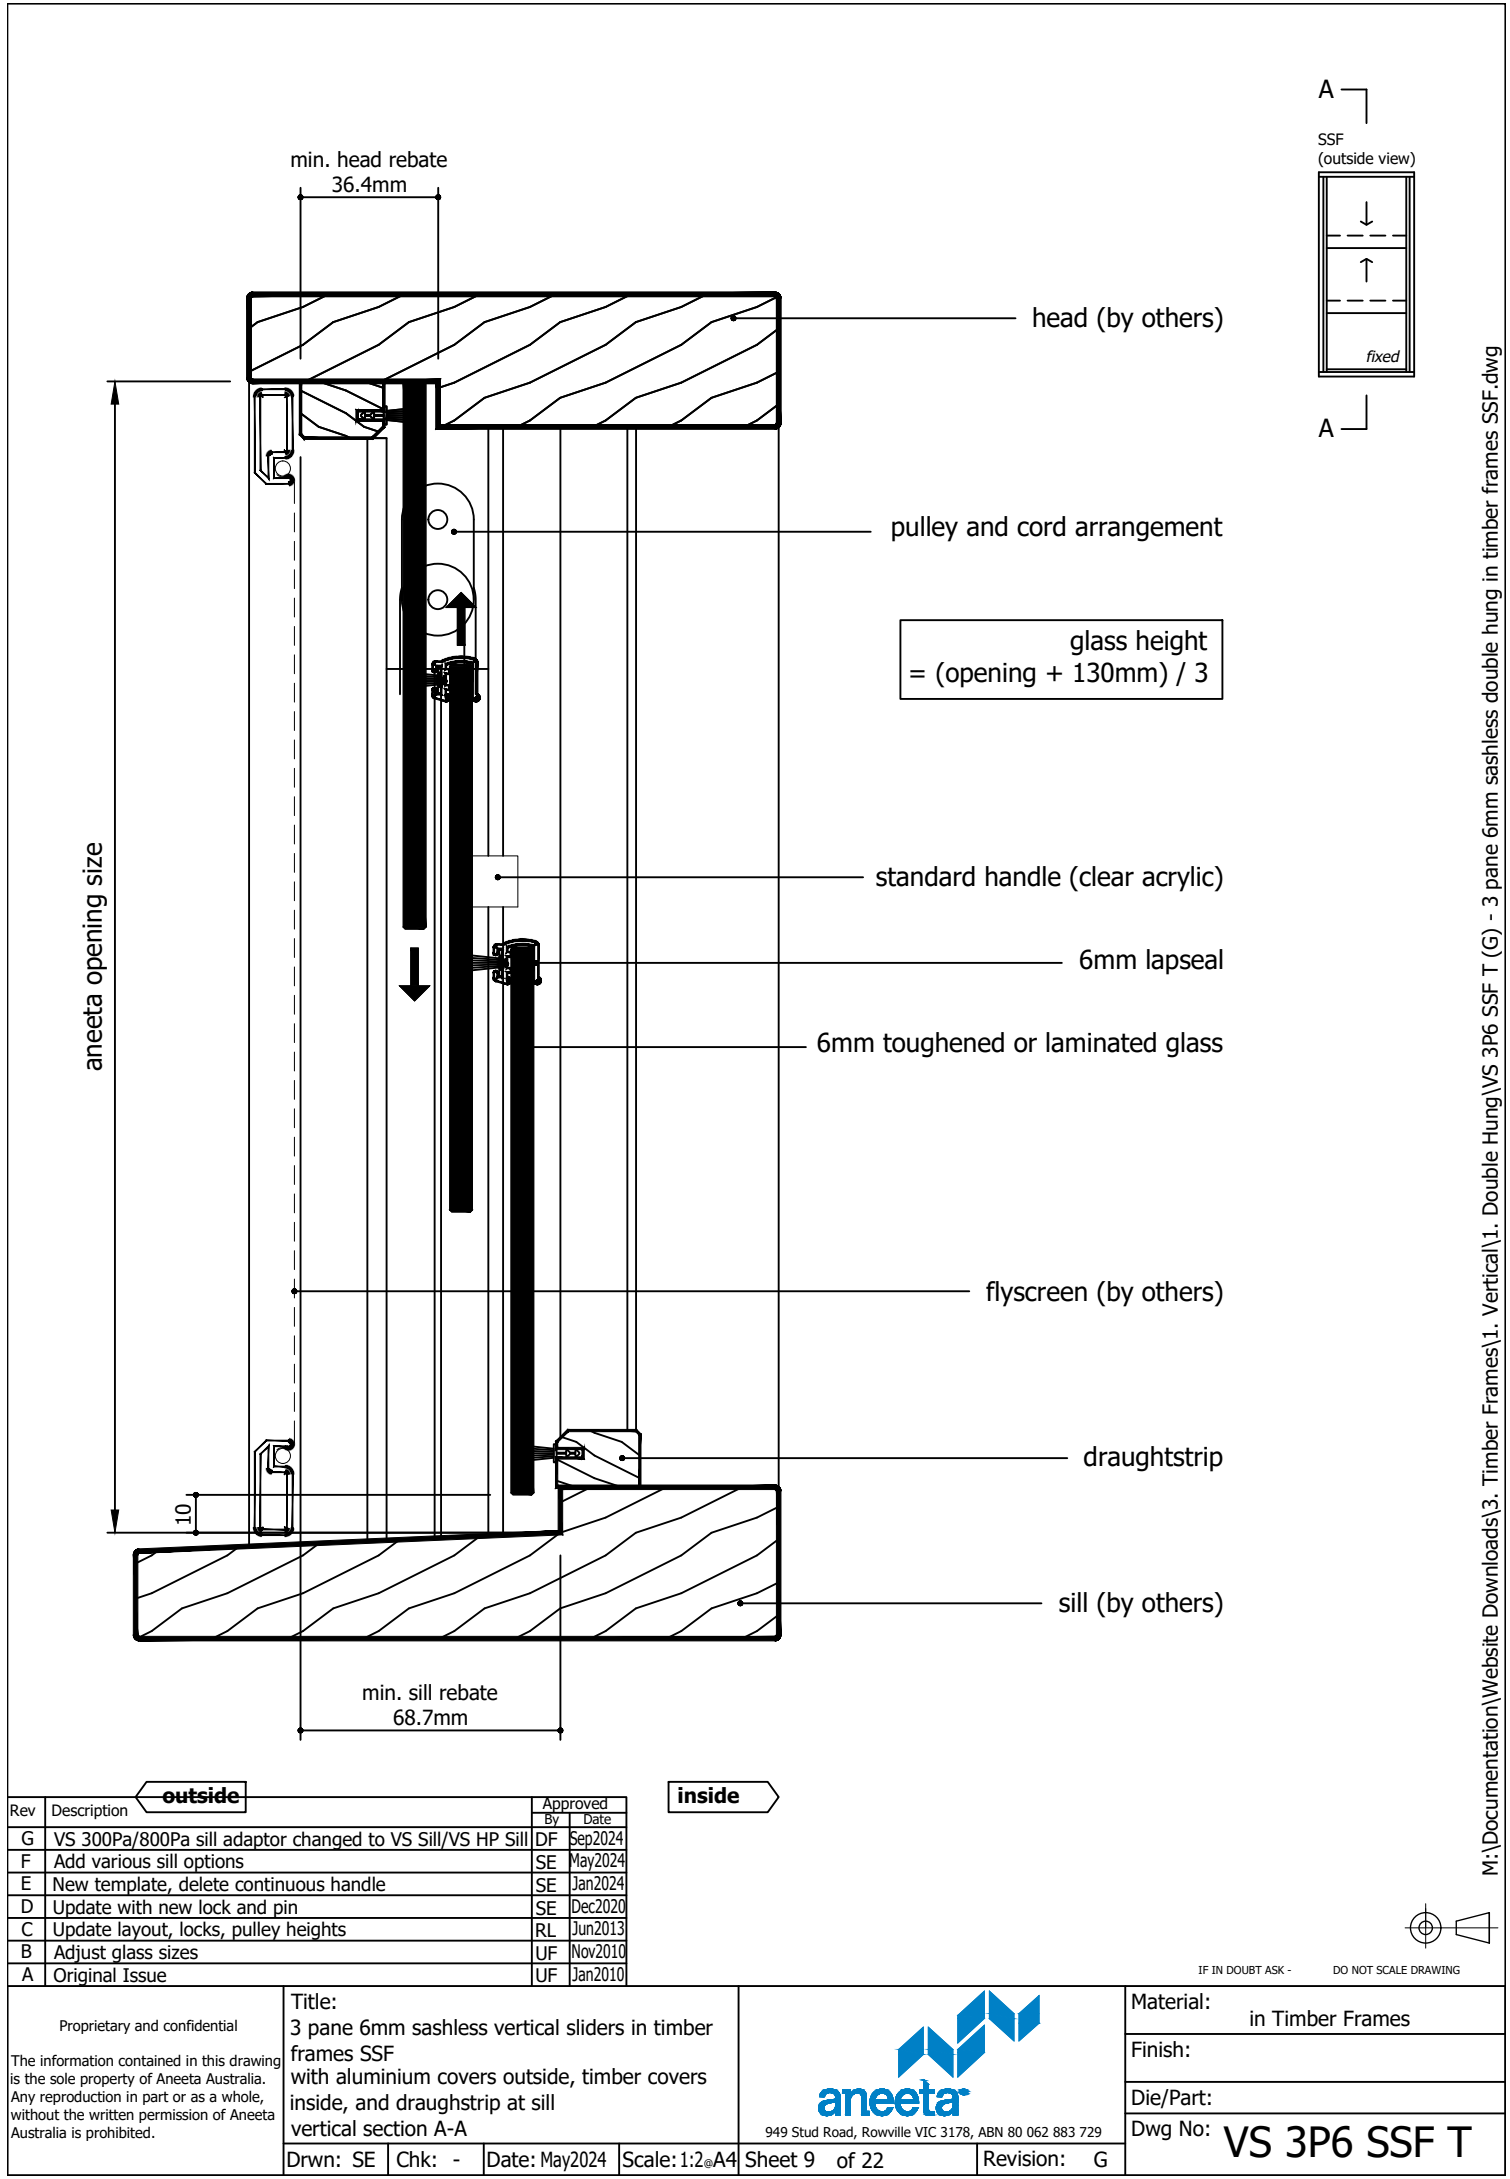 A
SSF
(outside view)
fixed
A
min. head rebate
36.4mm
head (by others)
pulley and cord arrangement
glass height
= (opening + 130mm) / 3
standard handle (clear acrylic)
6mm lapseal
6mm toughened or laminated glass
aneeta opening size
flyscreen (by others)
draughtstrip
10
sill (by others)
min. sill rebate
68.7mm
outside
inside
M:\Documentation\Website Downloads\3. Timber Frames\1. Vertical\1. Double Hung\VS 3P6 SSF T (G) - 3 pane 6mm sashless double hung in timber frames SSF.dwg
Rev Description Approved
By Date
G VS 300Pa/800Pa sill adaptor changed to VS Sill/VS HP Sill DF Sep2024
F Add various sill options SE May2024
E New template, delete continuous handle SE Jan2024
D Update with new lock and pin SE Dec2020
C Update layout, locks, pulley heights RL Jun2013
B Adjust glass sizes UF Nov2010
A Original Issue UF Jan2010
IF IN DOUBT ASK - DO NOT SCALE DRAWING
Proprietary and confidential
The information contained in this drawing
is the sole property of Aneeta Australia.
Any reproduction in part or as a whole,
without the written permission of Aneeta
Australia is prohibited.
Title:
3 pane 6mm sashless vertical sliders in timber
frames SSF
with aluminium covers outside, timber covers
inside, and draughstrip at sill
vertical section A-A
Drwn: SE Chk: - Date: May2024 Scale: 1:2@A4 Sheet 9 of 22 Revision: G
aneeta
949 Stud Road, Rowville VIC 3178, ABN 80 062 883 729
Material:
in Timber Frames
Finish:
Die/Part:
Dwg No: VS 3P6 SSF T